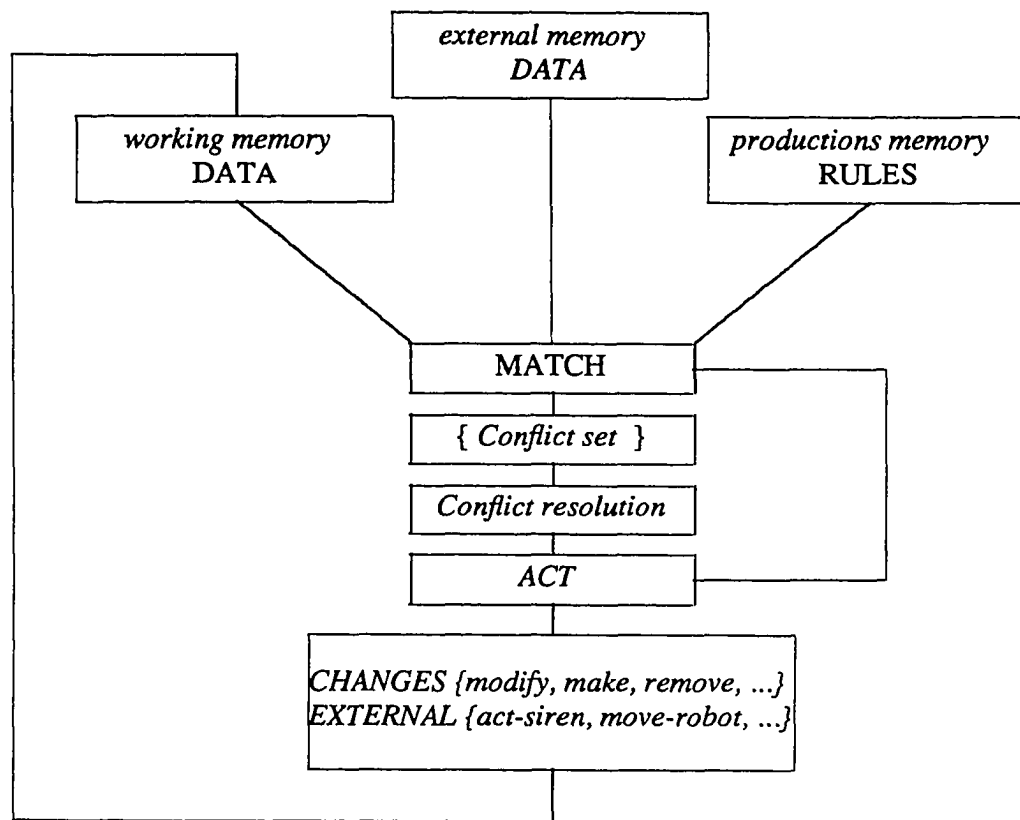 external memory
DATA
working memory
DATA
productions memory
RULES
MATCH
{ Conflict set }
Conflict resolution
ACT
CHANGES {modify, make, remove, ...}
EXTERNAL {act-siren, move-robot, ...}